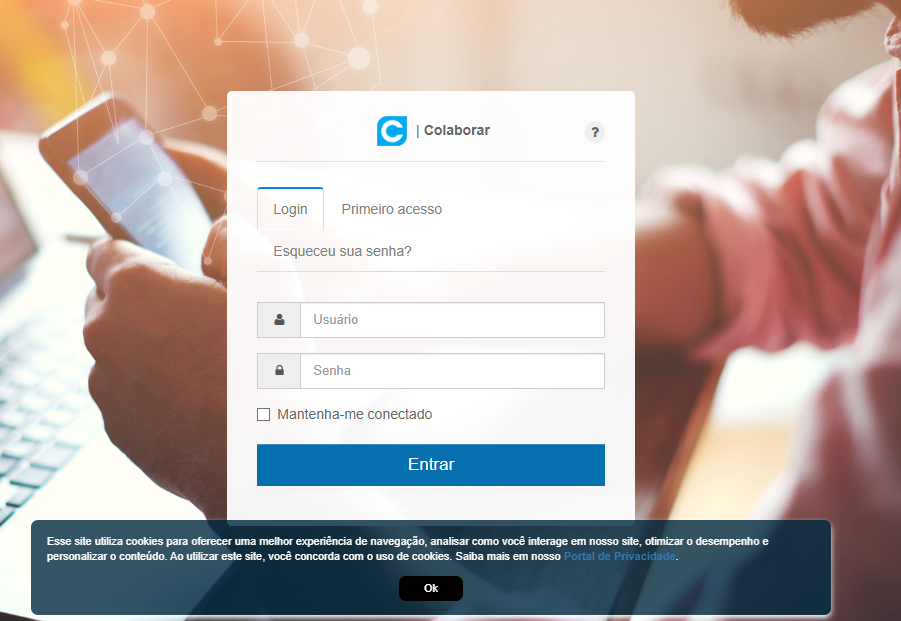 C | Colaborar
?
Login
Primeiro acesso
Esqueceu sua senha?
Usuário
Senha
Mantenha-me conectado
Entrar
Esse site utiliza cookies para oferecer uma melhor experiência de navegação, analisar como você interage em nosso site, otimizar o desempenho e
personalizar o conteúdo. Ao utilizar este site, você concorda com o uso de cookies. Saiba mais em nosso Portal de Privacidade.
Ok